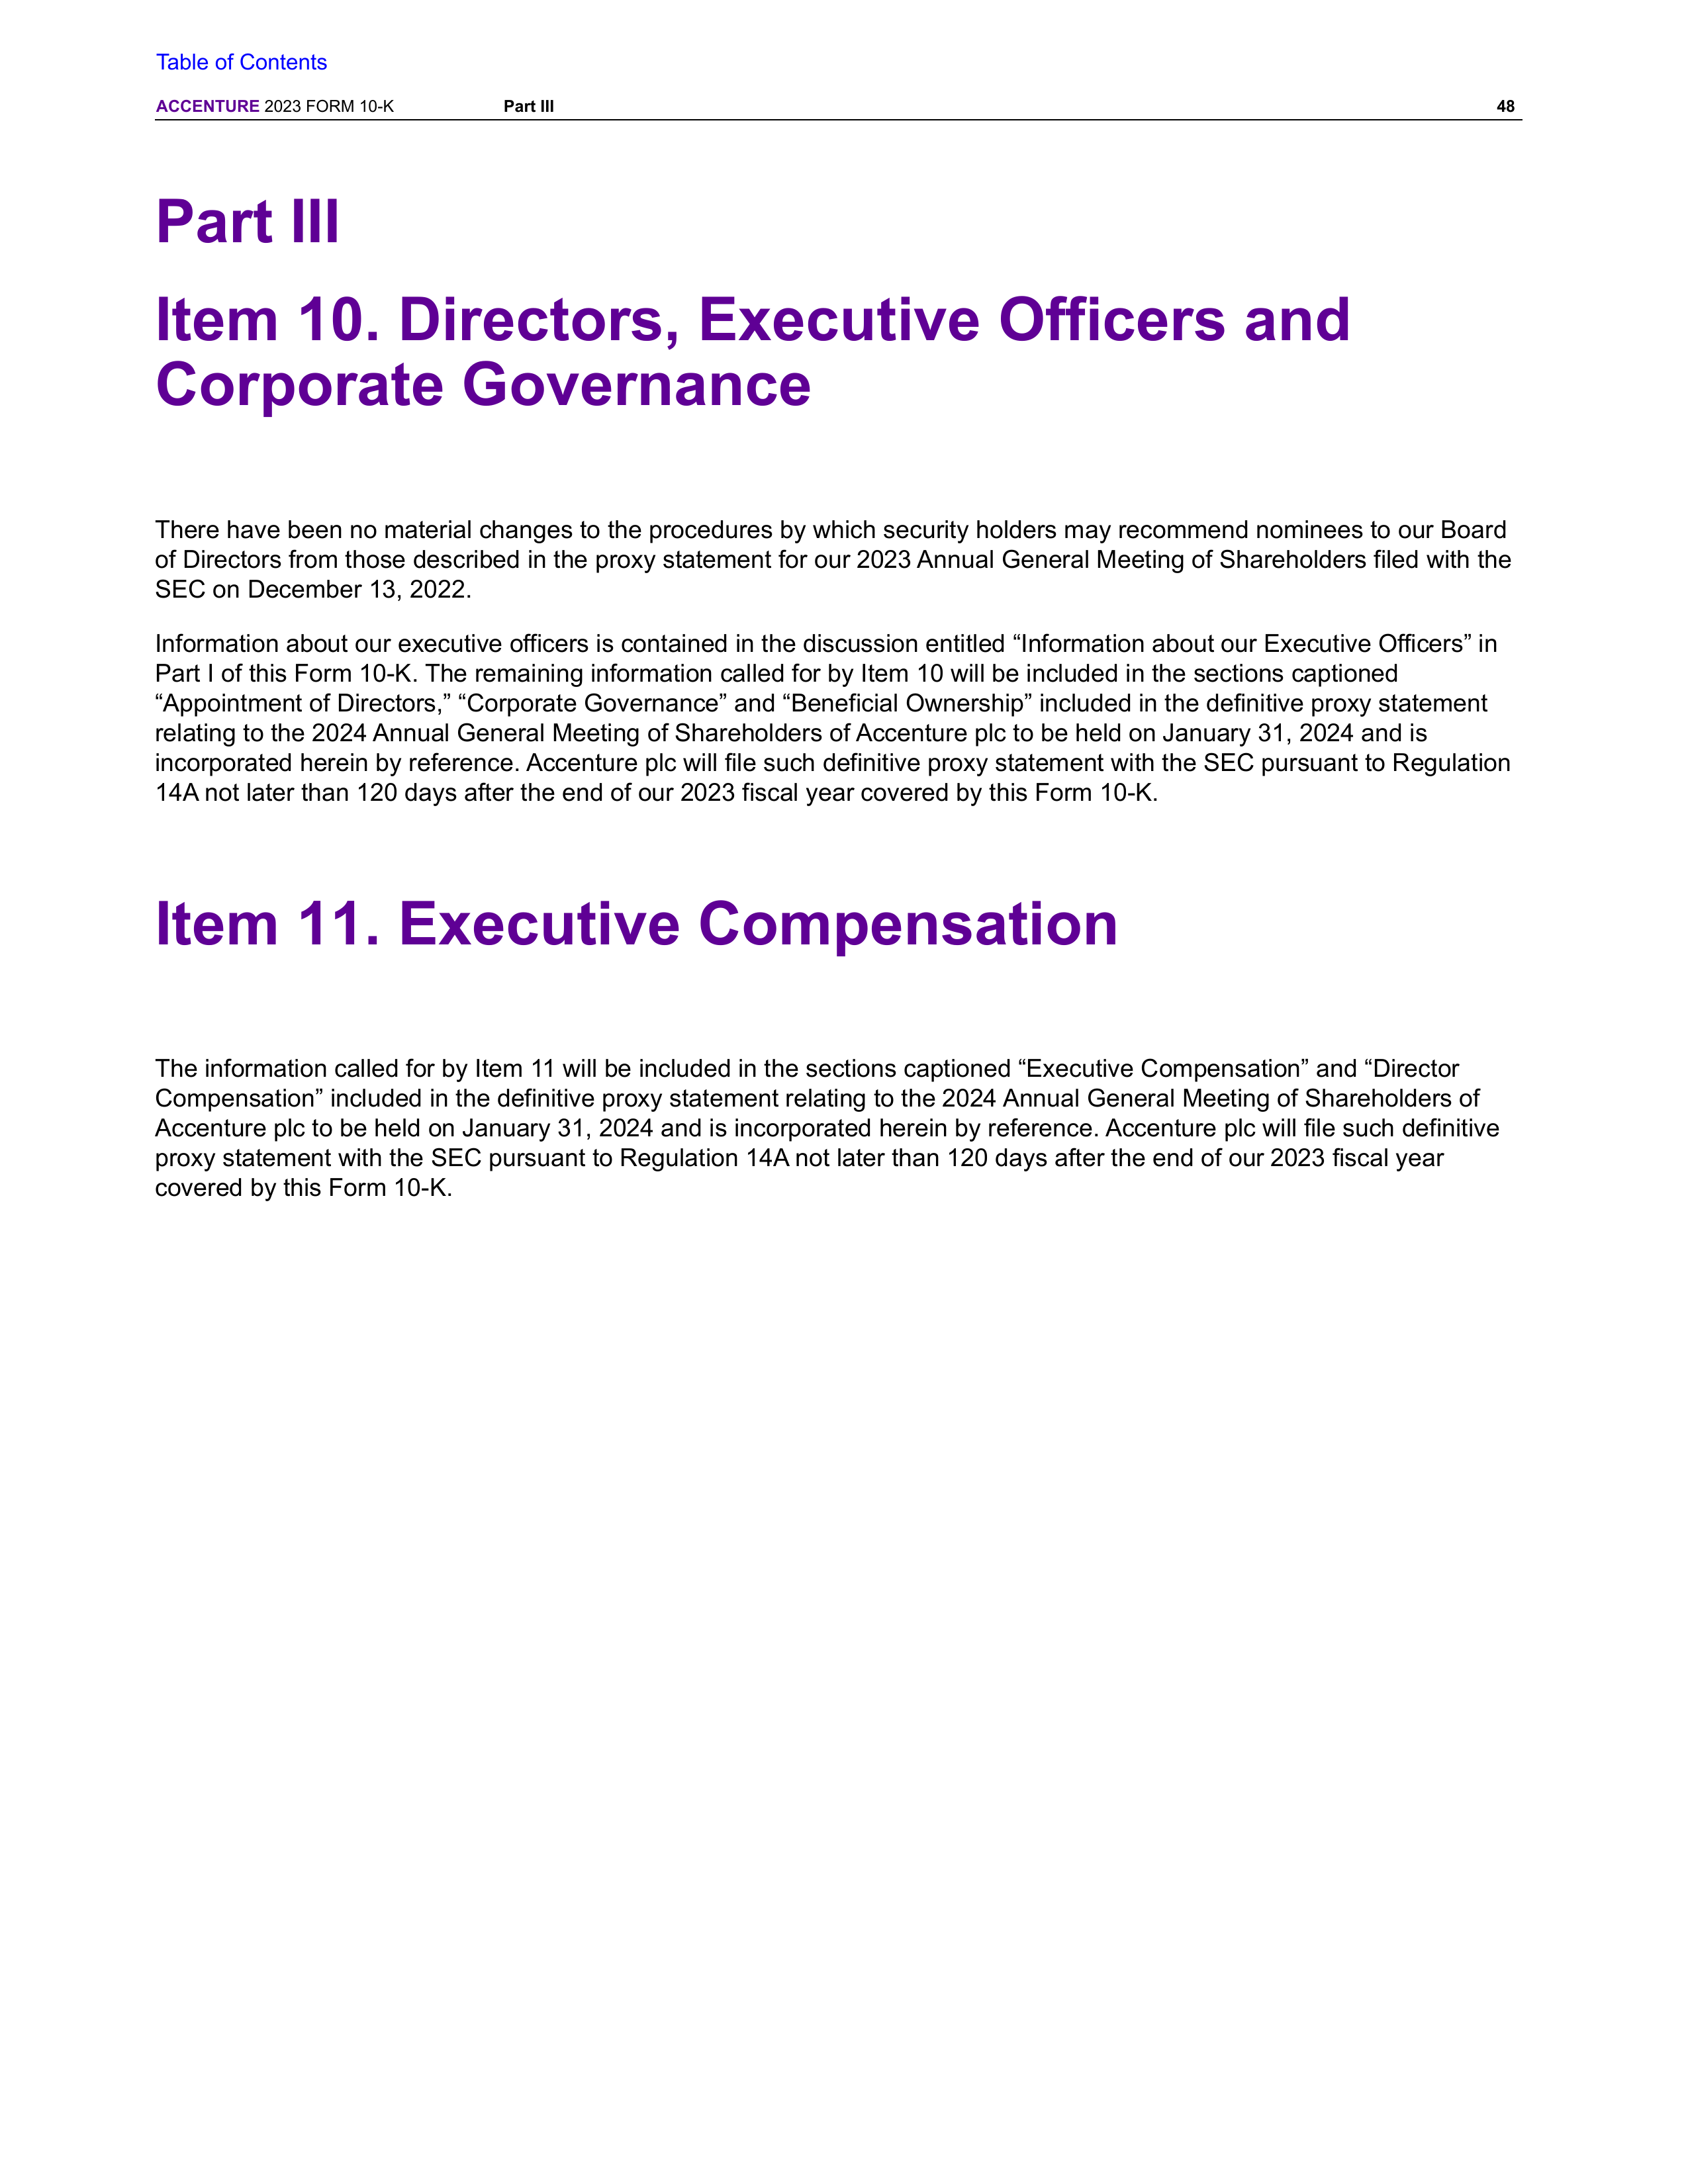 Table of Contents
ACCENTURE 2023 FORM 10-K Part III 48
Part III
Item 10. Directors, Executive Officers and
Corporate Governance
There have been no material changes to the procedures by which security holders may recommend nominees to our Board
of Directors from those described in the proxy statement for our 2023 Annual General Meeting of Shareholders filed with the
SEC on December 13, 2022.
Information about our executive officers is contained in the discussion entitled “Information about our Executive Officers” in
Part I of this Form 10-K. The remaining information called for by Item 10 will be included in the sections captioned
“Appointment of Directors,” “Corporate Governance” and “Beneficial Ownership” included in the definitive proxy statement
relating to the 2024 Annual General Meeting of Shareholders of Accenture plc to be held on January 31, 2024 and is
incorporated herein by reference. Accenture plc will file such definitive proxy statement with the SEC pursuant to Regulation
14A not later than 120 days after the end of our 2023 fiscal year covered by this Form 10-K.
Item 11. Executive Compensation
The information called for by Item 11 will be included in the sections captioned “Executive Compensation” and “Director
Compensation” included in the definitive proxy statement relating to the 2024 Annual General Meeting of Shareholders of
Accenture plc to be held on January 31, 2024 and is incorporated herein by reference. Accenture plc will file such definitive
proxy statement with the SEC pursuant to Regulation 14A not later than 120 days after the end of our 2023 fiscal year
covered by this Form 10-K.